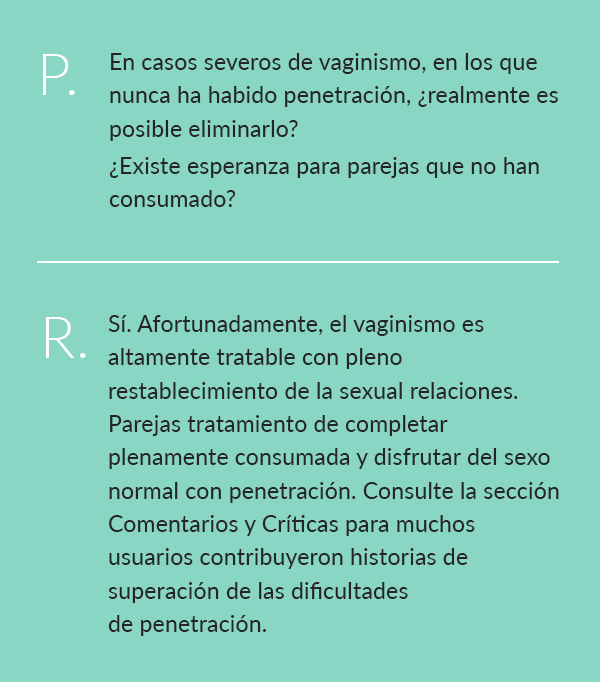 P.
En casos severos de vaginismo, en los que
nunca ha habido penetración, ¿realmente es
posible eliminarlo?
¿Existe esperanza para parejas que no han
consumado?
R.
Sí. Afortunadamente, el vaginismo es
altamente tratable con pleno
restablecimiento de la sexual relaciones.
Parejas tratamiento de completar
plenamente consumada y disfrutar del sexo
normal con penetración. Consulte la sección
Comentarios y Críticas para muchos
usuarios contribuyeron historias de
superación de las dificultades
de penetración.